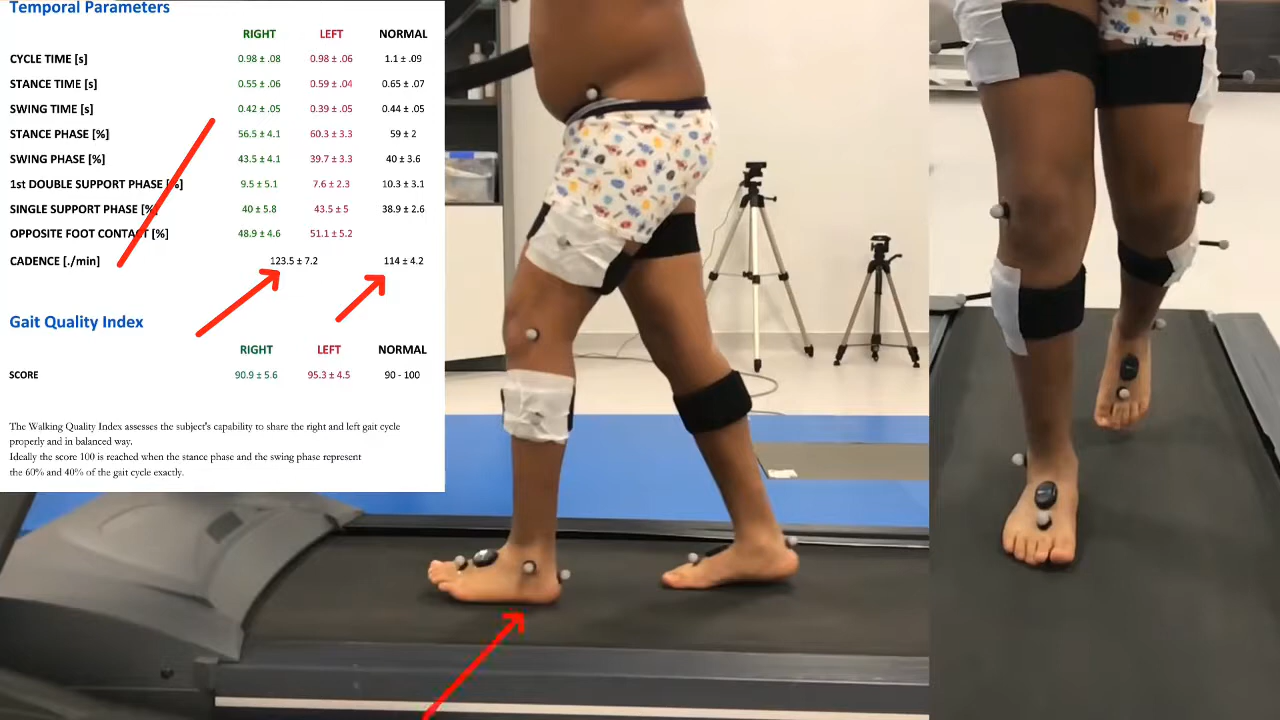 Temporal Parameters
RIGHT LEFT NORMAL
CYCLE TIME [s] 0.98 ± .08 0.98 ± .06 1.1 ± .09
STANCE TIME [s] 0.55 ± .06 0.59 ± .04 0.65 ± .07
SWING TIME [s] 0.42 ± .05 0.39 ± .05 0.44 ± .05
STANCE PHASE [%] 56.5 ± 4.1 60.3 ± 3.3 59 ± 2
SWING PHASE [%] 43.5 ± 4.1 39.7 ± 3.3 40 ± 3.6
1st DOUBLE SUPPORT PHASE [%] 9.5 ± 5.1 7.6 ± 2.3 10.3 ± 3.1
SINGLE SUPPORT PHASE [%] 40 ± 5.8 43.5 ± 5 38.9 ± 2.6
OPPOSITE FOOT CONTACT [%] 48.9 ± 4.6 51.1 ± 5.2
CADENCE [./min] 123.5 ± 7.2 114 ± 4.2
Gait Quality Index
RIGHT LEFT NORMAL
SCORE 90.9 ± 5.6 95.3 ± 4.5 90 - 100
The Walking Quality Index assesses the subject's capability to share the right and left gait cycle
properly and in balanced way.
Ideally the score 100 is reached when the stance phase and the swing phase represent
the 60% and 40% of the gait cycle exactly.